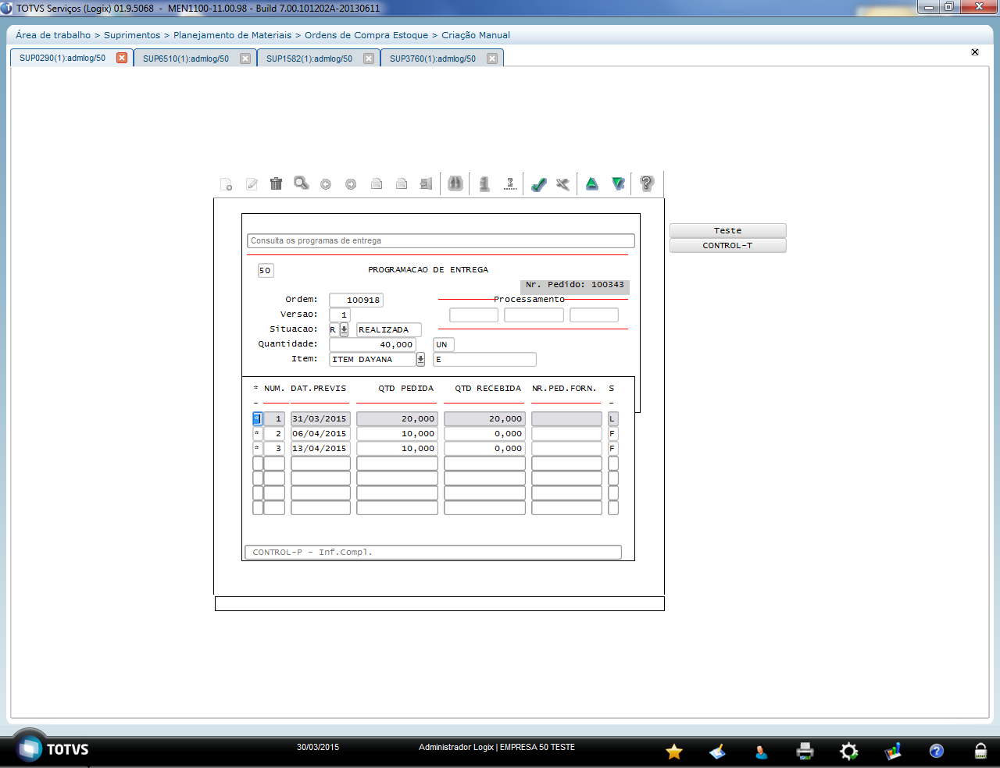 TOTVS Serviços (Logix) 01.9.5068 - MEN1100-11.00.98 - Build 7.00.101202A-20130611
Área de trabalho > Suprimentos > Planejamento de Materiais > Ordens de Compra Estoque > Criação Manual
SUP0290(1):admlog/50 SUP6510(1):admlog/50 SUP1582(1):admlog/50 SUP3760(1):admlog/50
Teste
CONTROL-T
Consulta os programas de entrega
50 PROGRAMACAO DE ENTREGA
Nr. Pedido: 100343
Ordem: 100918 Processamento
Versao: 1
Situacao: R REALIZADA
Quantidade: 40,000 UN
Item: ITEM DAYANA E
* NUM. DAT.PREVIS QTD PEDIDA QTD RECEBIDA NR.PED.FORN. S
- -
* 1 31/03/2015 20,000 20,000 L
* 2 06/04/2015 10,000 0,000 F
* 3 13/04/2015 10,000 0,000 F
CONTROL-P - Inf.Compl.
TOTVS 30/03/2015 Administrador Logix | EMPRESA 50 TESTE